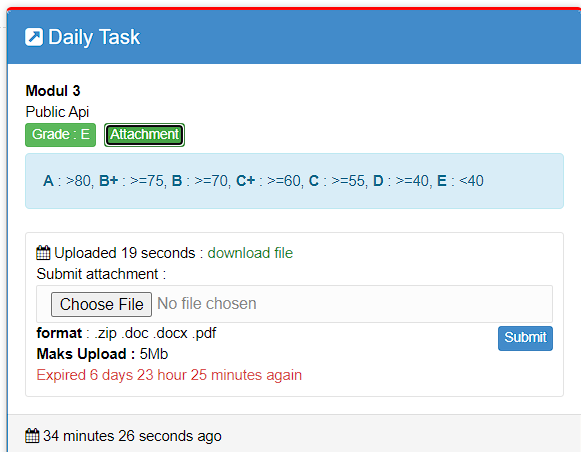 Daily Task
Modul 3
Public Api
Grade : E Attachment
A : >80, B+ : >=75, B : >=70, C+ : >=60, C : >=55, D : >=40, E : <40
Uploaded 19 seconds : download file
Submit attachment :
Choose File No file chosen
format : .zip .doc .docx .pdf Submit
Maks Upload : 5Mb
Expired 6 days 23 hour 25 minutes again
34 minutes 26 seconds ago